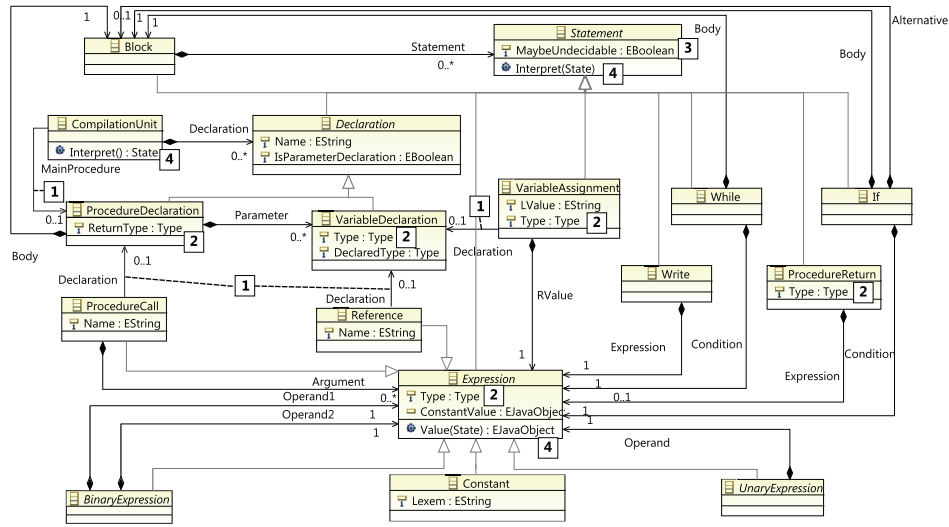 1
0..1
1
1
Alternative
Body
Body
Block
Statement
0..*
Statement
MaybeUndecidable : EBoolean
3
Interpret(State)
4
CompilationUnit
Interpret() : State
4
MainProcedure
Declaration
0..*
Declaration
Name : EString
IsParameterDeclaration : EBoolean
1
0..1
ProcedureDeclaration
ReturnType : Type
2
Body
Parameter
0..*
VariableDeclaration
Type : Type
2
DeclaredType : Type
1
0..1
Declaration
VariableAssignment
LValue : EString
Type : Type
2
While
If
Write
ProcedureReturn
Type : Type
2
0..1
Declaration
1
0..1
Declaration
ProcedureCall
Name : EString
Reference
Name : EString
RValue
1
Expression
Condition
Expression
Condition
Argument
0..*
Operand1
Operand2
1
1
Expression
Type : Type
2
ConstantValue : EJavaObjec
Value(State) : EJavaObject
4
1
1
0..1
1
1
Operand
BinaryExpression
Constant
Lexem : EString
UnaryExpression